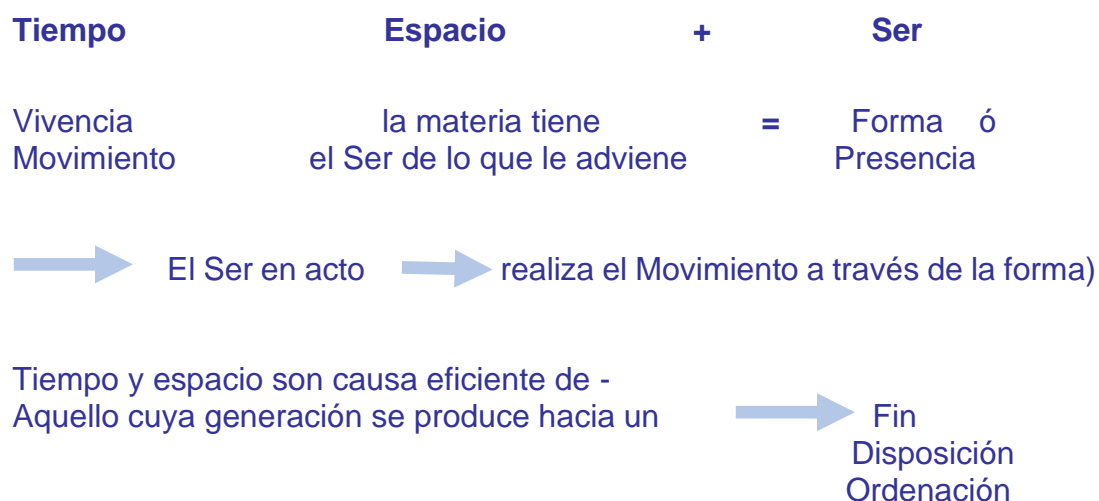 Tiempo Espacio + Ser
Vivencia la materia tiene = Forma ó
Movimiento el Ser de lo que le adviene Presencia
El Ser en acto realiza el Movimiento a través de la forma)
Tiempo y espacio son causa eficiente de -
Aquello cuya generación se produce hacia un Fin
Disposición
Ordenación